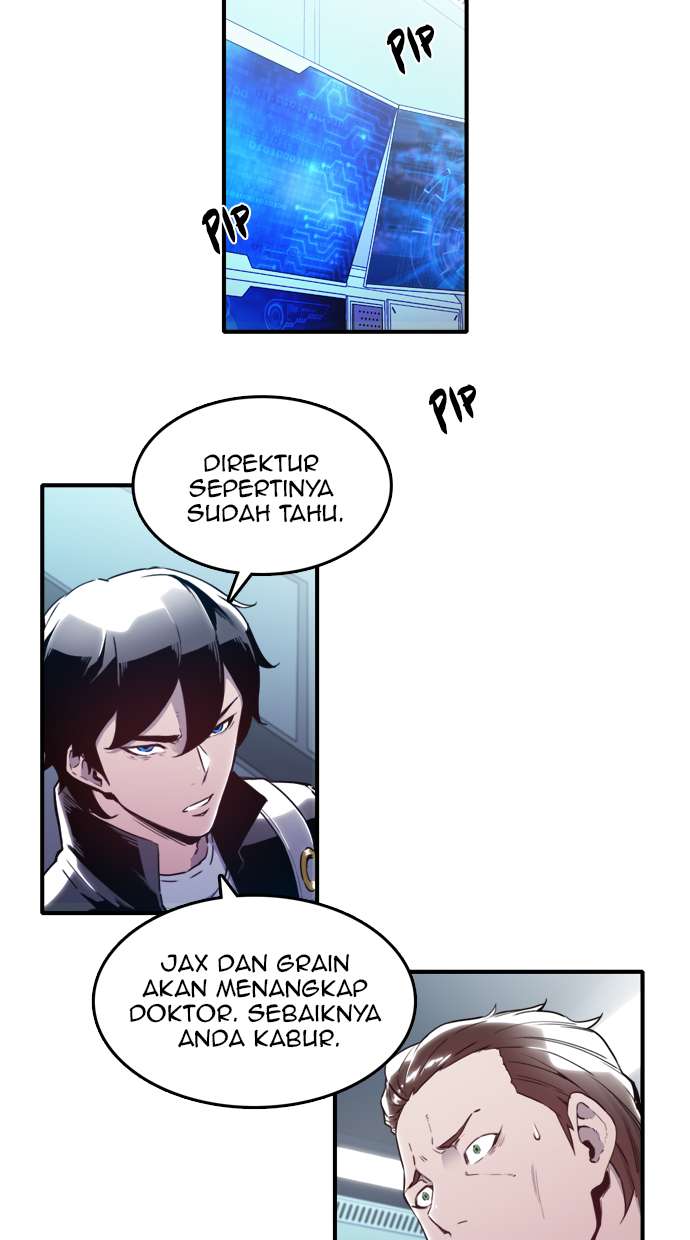 PIP
PIP
PIP
DIREKTUR
SEPERTINYA
SUDAH TAHU.
JAX DAN GRAIN
AKAN MENANGKAP
DOKTOR. SEBAIKNYA
ANDA KABUR.